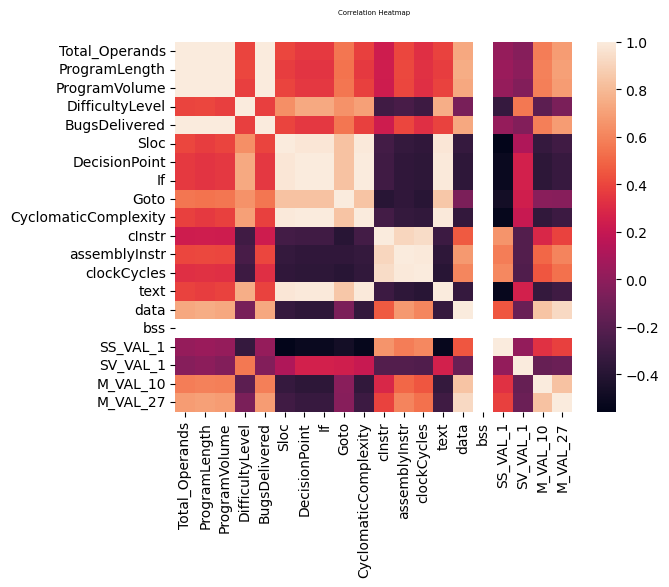 Correlation Heatmap
Total_Operands
ProgramLength
ProgramVolume
DifficultyLevel
BugsDelivered
Sloc
DecisionPoint
If
Goto
CyclomaticComplexity
cInstr
assemblyInstr
clockCycles
text
data
bss
SS_VAL_1
SV_VAL_1
M_VAL_10
M_VAL_27
Total_Operands
ProgramLength
ProgramVolume
DifficultyLevel
BugsDelivered
Sloc
DecisionPoint
If
Goto
CyclomaticComplexity
cInstr
assemblyInstr
clockCycles
text
data
bss
SS_VAL_1
SV_VAL_1
M_VAL_10
M_VAL_27
1.0
0.8
0.6
0.4
0.2
0.0
−0.2
−0.4